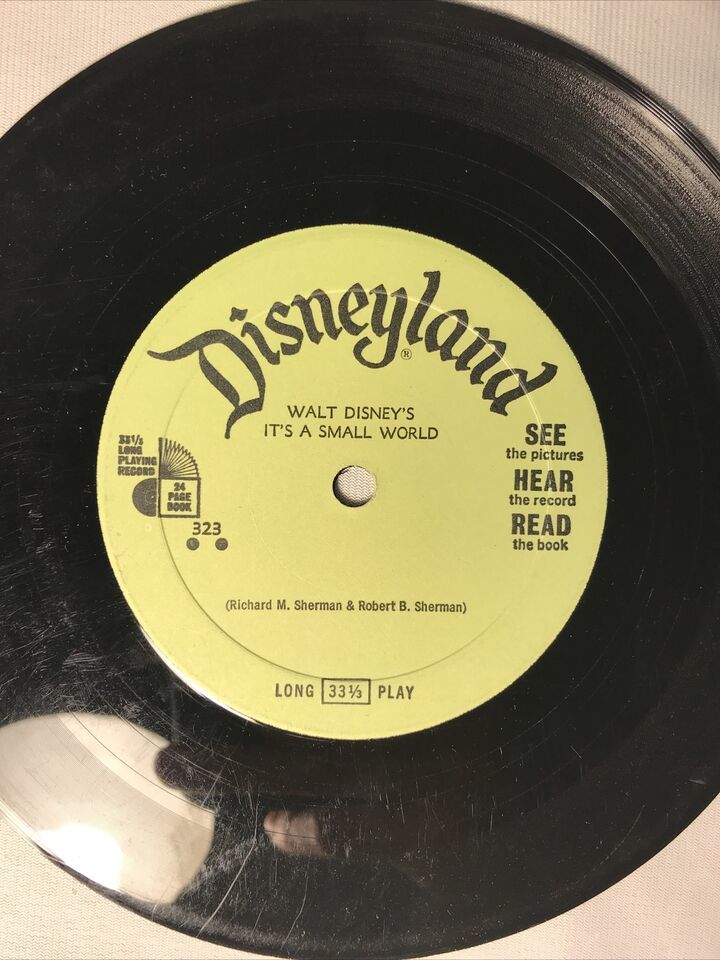 Disneyland
®
WALT DISNEY'S
IT'S A SMALL WORLD
33⅓
LONG
PLAYING
RECORD
24
PAGE
BOOK
323
SEE
the pictures
HEAR
the record
READ
the book
(Richard M. Sherman & Robert B. Sherman)
LONG 33⅓ PLAY